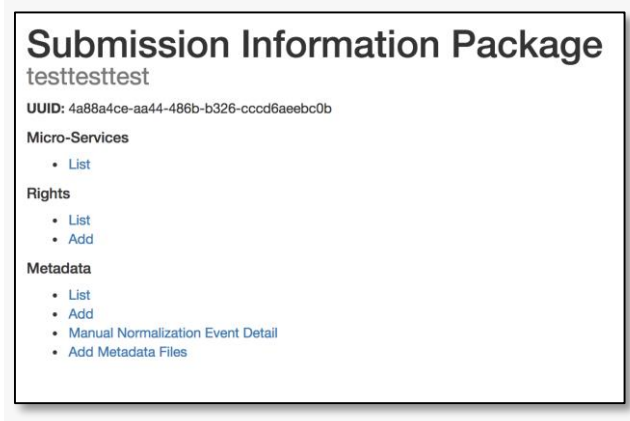 Submission Information Package
testtesttest
UUID: 4a88a4ce-aa44-486b-b326-cccd6aeebc0b
Micro-Services
• List
Rights
• List
• Add
Metadata
• List
• Add
• Manual Normalization Event Detail
• Add Metadata Files